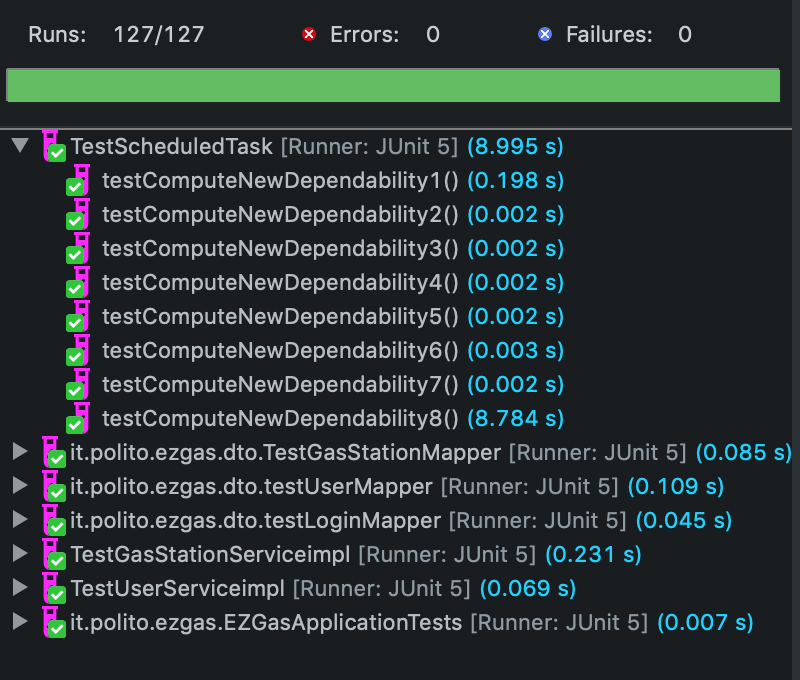 Runs: 127/127 Errors: 0 Failures: 0
TestScheduledTask [Runner: JUnit 5] (8.995 s)
testComputeNewDependability1() (0.198 s)
testComputeNewDependability2() (0.002 s)
testComputeNewDependability3() (0.002 s)
testComputeNewDependability4() (0.002 s)
testComputeNewDependability5() (0.002 s)
testComputeNewDependability6() (0.003 s)
testComputeNewDependability7() (0.002 s)
testComputeNewDependability8() (8.784 s)
it.polito.ezgas.dto.TestGasStationMapper [Runner: JUnit 5] (0.085 s)
it.polito.ezgas.dto.testUserMapper [Runner: JUnit 5] (0.109 s)
it.polito.ezgas.dto.testLoginMapper [Runner: JUnit 5] (0.045 s)
TestGasStationServiceimpl [Runner: JUnit 5] (0.231 s)
TestUserServiceimpl [Runner: JUnit 5] (0.069 s)
it.polito.ezgas.EZGasApplicationTests [Runner: JUnit 5] (0.007 s)